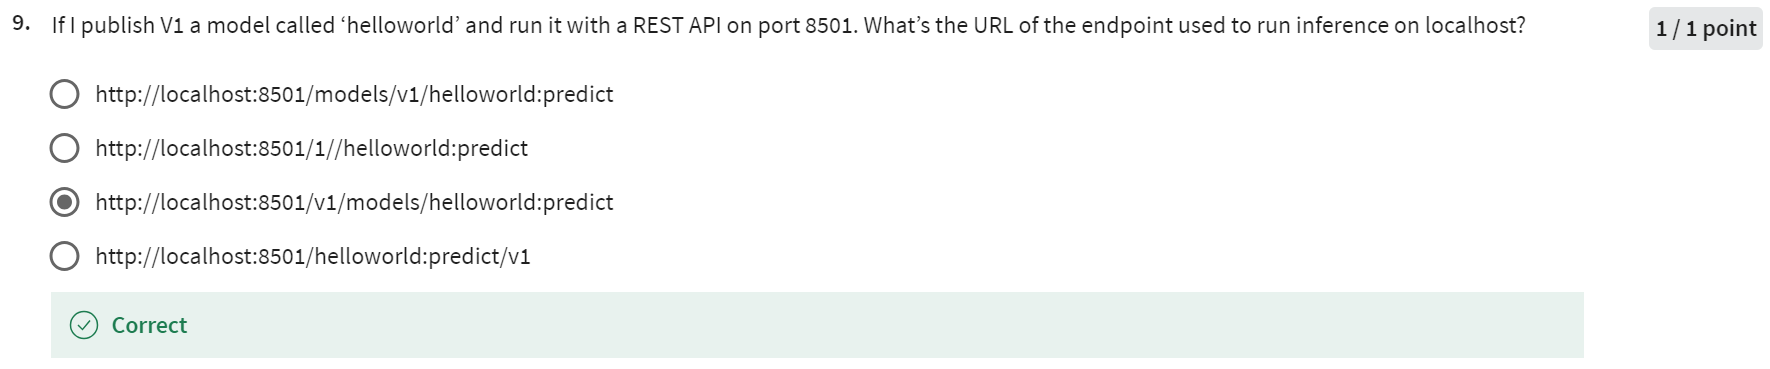 9. If I publish V1 a model called ‘helloworld’ and run it with a REST API on port 8501. What’s the URL of the endpoint used to run inference on localhost?
1 / 1 point
http://localhost:8501/models/v1/helloworld:predict
http://localhost:8501/1//helloworld:predict
http://localhost:8501/v1/models/helloworld:predict
http://localhost:8501/helloworld:predict/v1
Correct